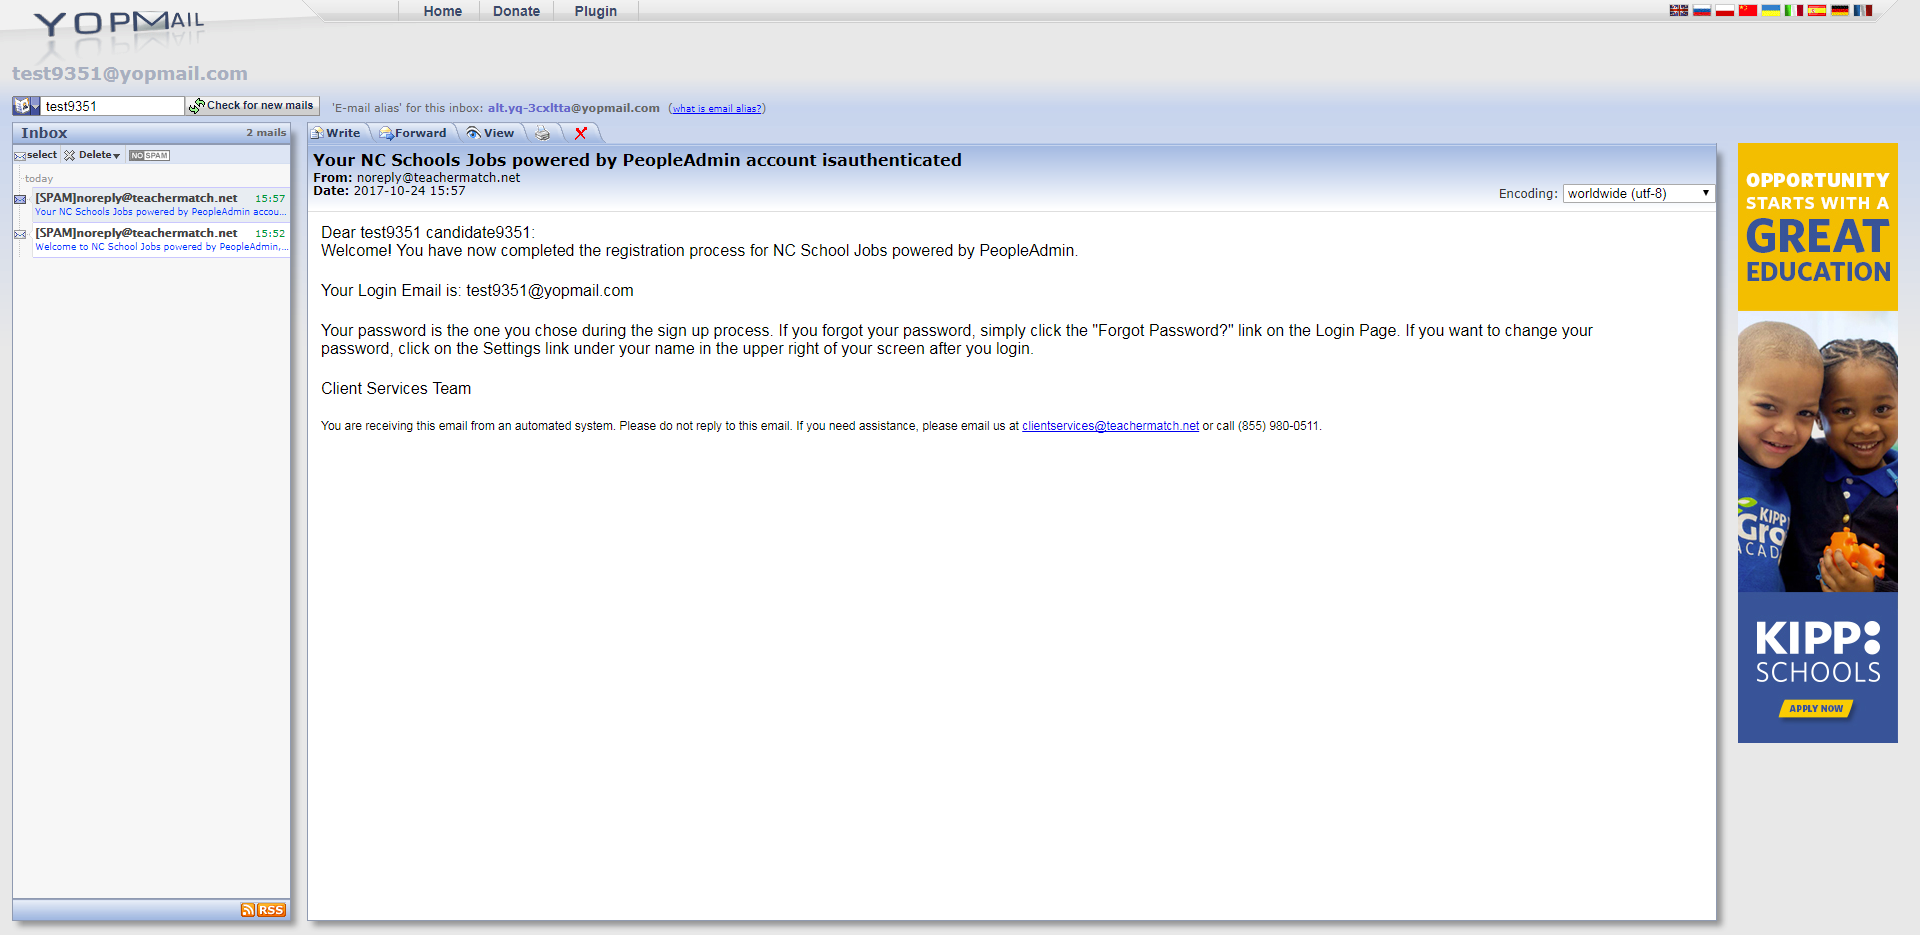 YOPMAIL
Home Donate Plugin
test9351@yopmail.com
test9351 Check for new mails 'E-mail alias' for this inbox: alt.yq-3cxltta@yopmail.com (what is email alias?)
Inbox 2 mails
select Delete NO SPAM
today
[SPAM]noreply@teachermatch.net 15:57
Your NC Schools Jobs powered by PeopleAdmin accou...
[SPAM]noreply@teachermatch.net 15:52
Welcome to NC School Jobs powered by PeopleAdmin,...
RSS
Write Forward View
Your NC Schools Jobs powered by PeopleAdmin account isauthenticated
From: noreply@teachermatch.net
Date: 2017-10-24 15:57
Encoding: worldwide (utf-8)
Dear test9351 candidate9351:
Welcome! You have now completed the registration process for NC School Jobs powered by PeopleAdmin.
Your Login Email is: test9351@yopmail.com
Your password is the one you chose during the sign up process. If you forgot your password, simply click the "Forgot Password?" link on the Login Page. If you want to change your
password, click on the Settings link under your name in the upper right of your screen after you login.
Client Services Team
You are receiving this email from an automated system. Please do not reply to this email. If you need assistance, please email us at clientservices@teachermatch.net or call (855) 980-0511.
OPPORTUNITY
STARTS WITH A
GREAT
EDUCATION
KIPP
Gro
ACAD
KIPP:
SCHOOLS
APPLY NOW